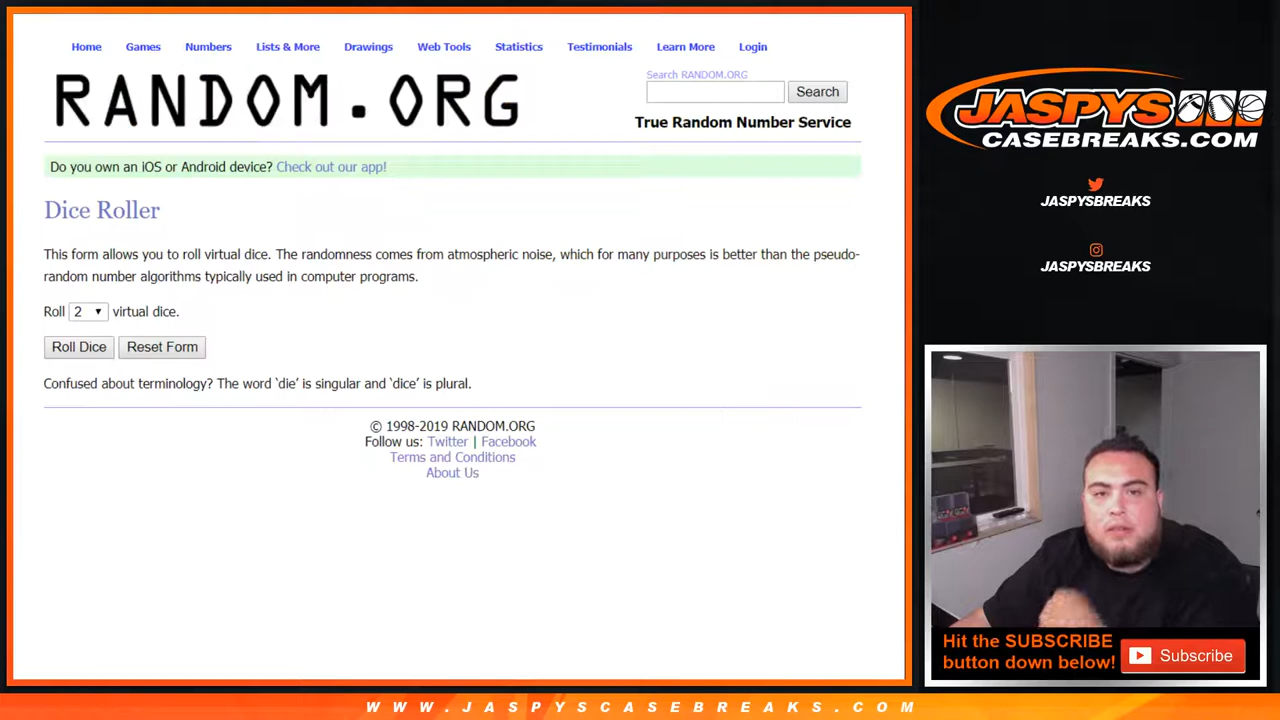 Home Games Numbers Lists & More Drawings Web Tools Statistics Testimonials Learn More Login
RANDOM.ORG
Search RANDOM.ORG
Search
True Random Number Service
Do you own an iOS or Android device? Check out our app!
Dice Roller
This form allows you to roll virtual dice. The randomness comes from atmospheric noise, which for many purposes is better than the pseudo-
random number algorithms typically used in computer programs.
Roll 2 virtual dice.
Roll Dice Reset Form
Confused about terminology? The word ‘die’ is singular and ‘dice’ is plural.
© 1998-2019 RANDOM.ORG
Follow us: Twitter | Facebook
Terms and Conditions
About Us
JASPYS
CASEBREAKS.COM
JASPYSBREAKS
JASPYSBREAKS
Hit the SUBSCRIBE
button down below!
Subscribe
WWW.JASPYSCASEBREAKS.COM